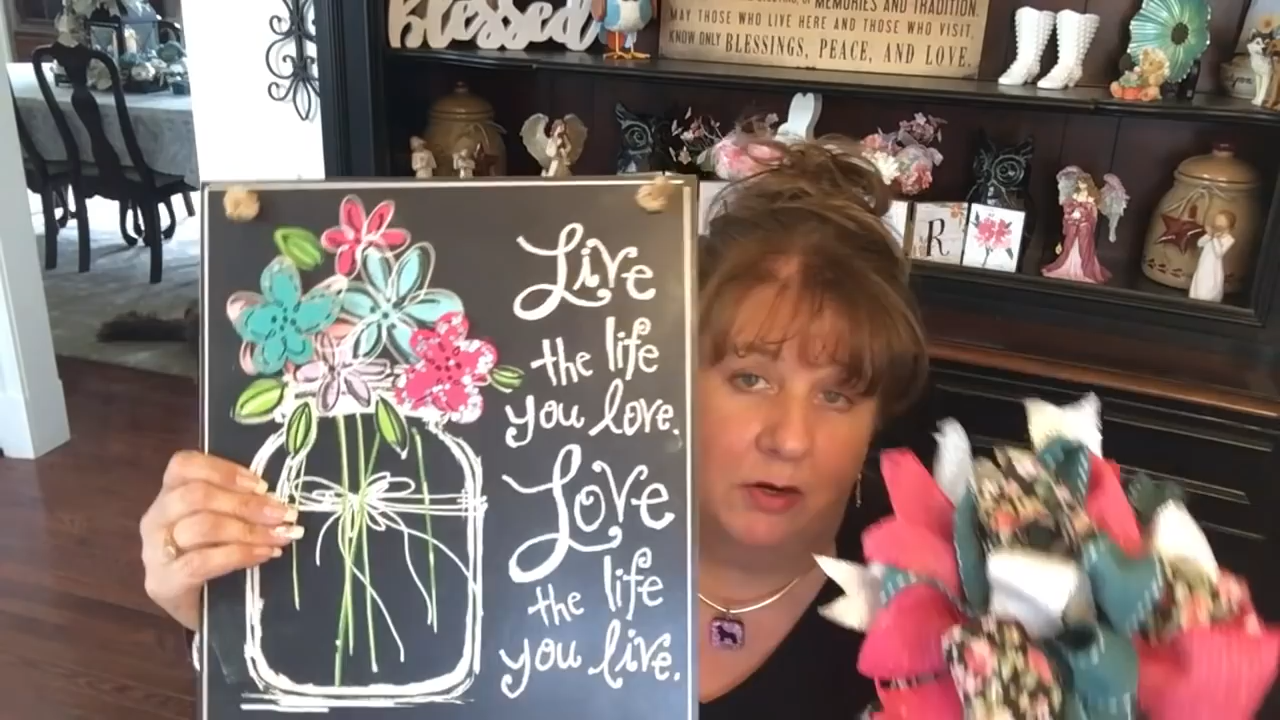 Blessed
MEMORIES AND TRADITION.
MAY THOSE WHO LIVE HERE AND THOSE WHO VISIT,
KNOW ONLY BLESSINGS, PEACE, AND LOVE.
R
Live
the life
you love.
Love
the life
you live.